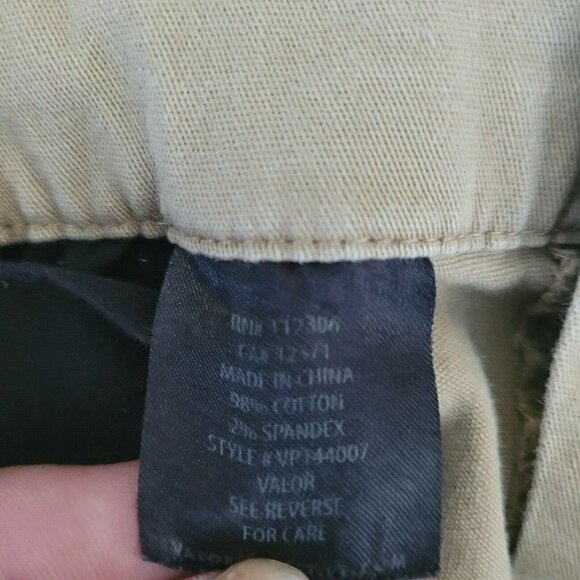 RN# 112306
CA# 12571
MADE IN CHINA
98% COTTON
2% SPANDEX
STYLE # VP144007
VALOR
SEE REVERSE
FOR CARE